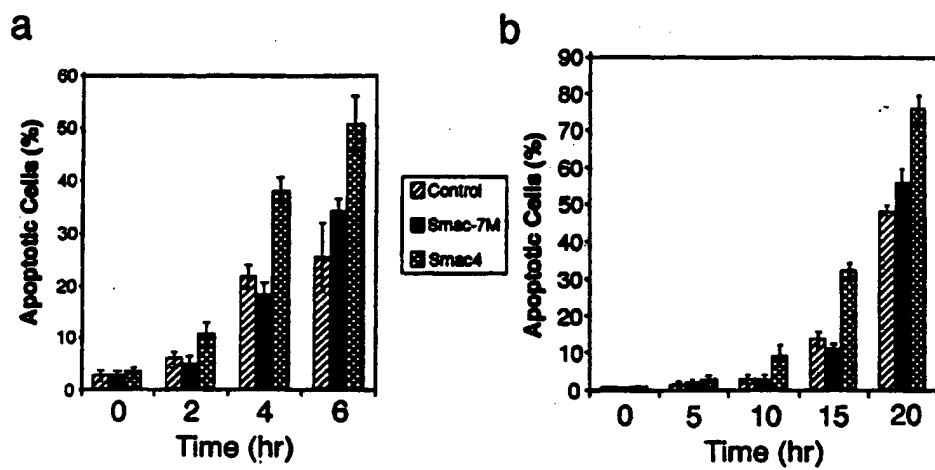 a
60
50
40
30
20
10
0
Apoptotic Cells (%)
0 2 4 6
Time (hr)
Control
Smac-7M
Smac4
b
90
80
70
60
50
40
30
20
10
0
Apoptotic Cells (%)
0 5 10 15 20
Time (hr)